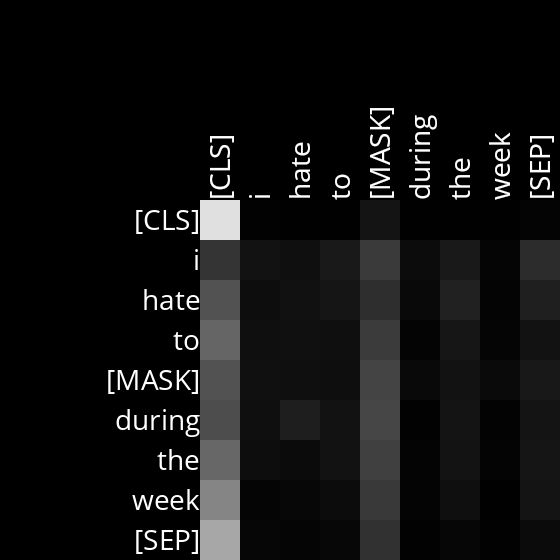 [CLS] i hate to [MASK] during the week [SEP]
[CLS]
i
hate
to
[MASK]
during
the
week
[SEP]